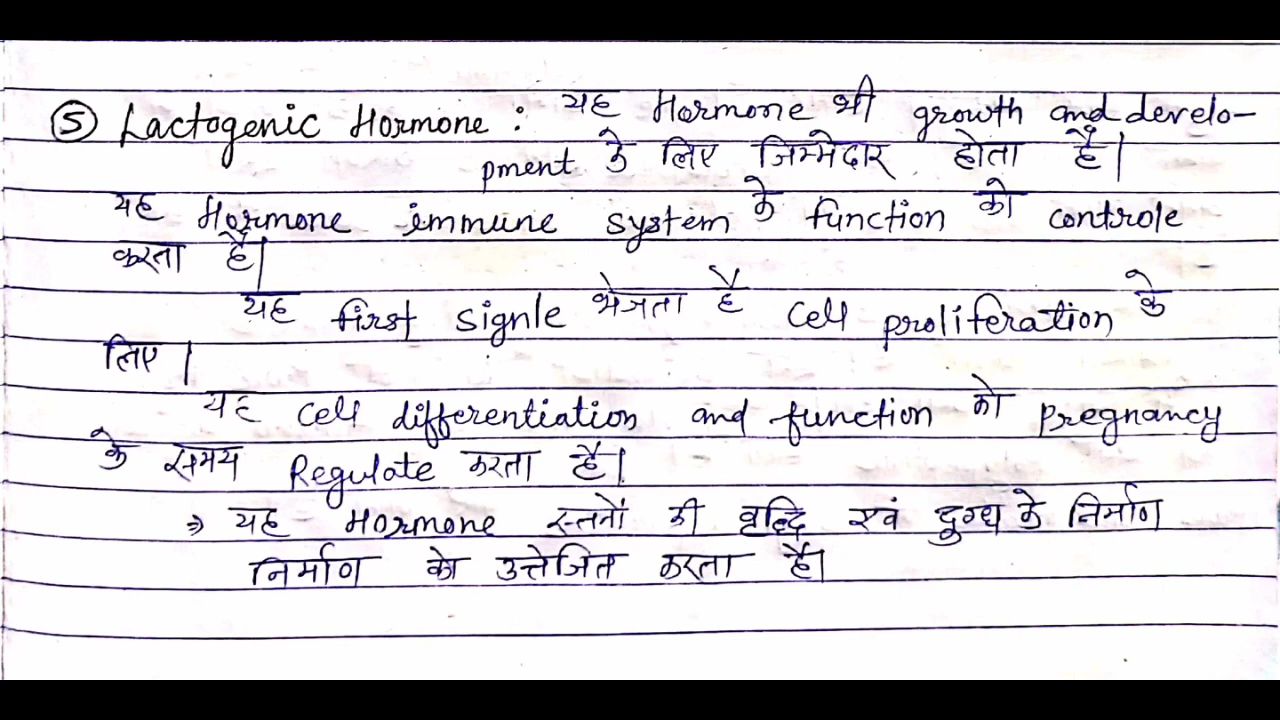 ⑤ Lactogenic Hormone : यह Hormone भी growth and develo-
pment के लिए जिम्मेदार होता है।
यह Hormone immune system के function को controle
करता है।
यह first signle भेजता है cell proliferation के
लिए।
यह cell differentiation and function को pregnancy
के समय Regulate करता है।
⇒ यह Hormone स्तनों की वृद्धि एवं दुग्ध के निर्माण
निर्माण को उत्तेजित करता है।